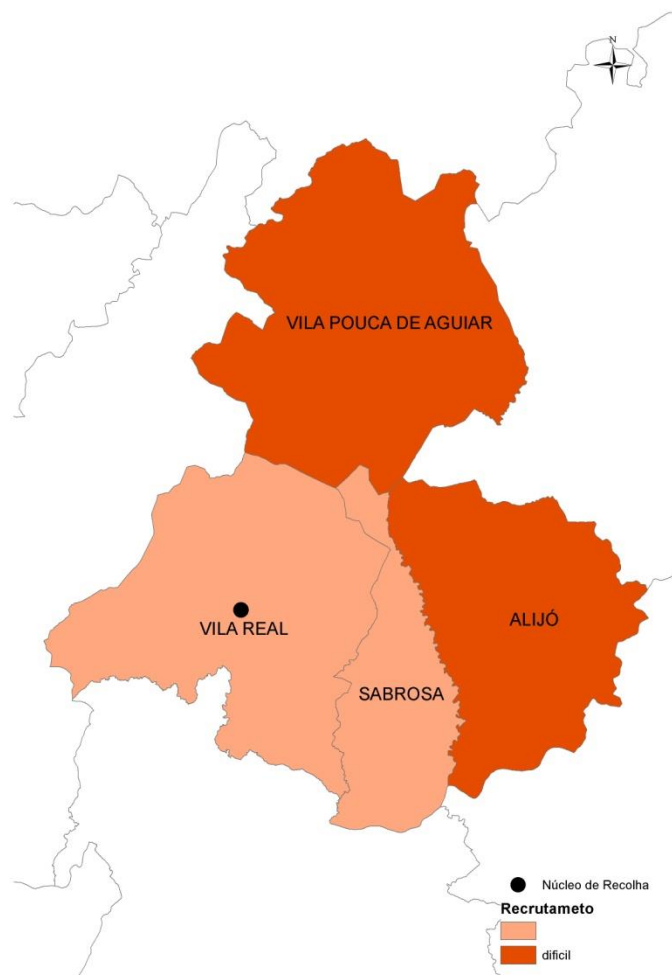 N
VILA POUCA DE AGUIAR
ALIJÓ
VILA REAL
SABROSA
Núcleo de Recolha
Recrutameto
dificil